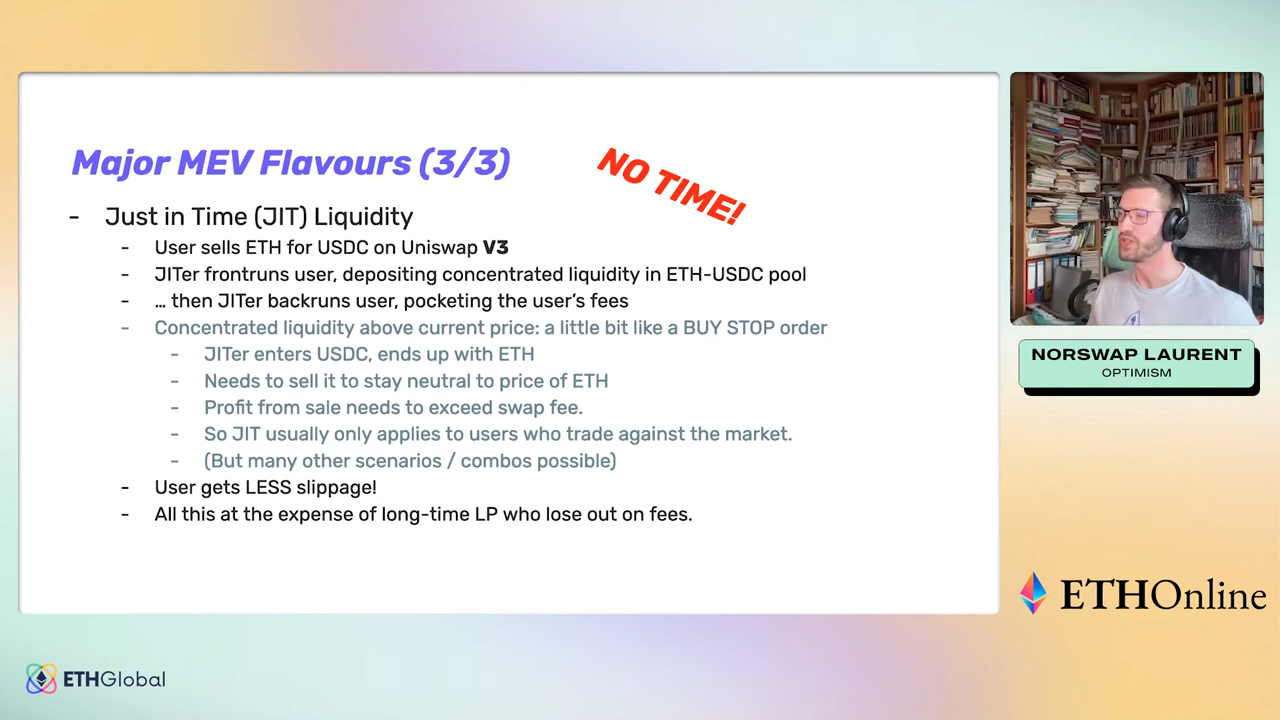 Major MEV Flavours (3/3)
NO TIME!
- Just in Time (JIT) Liquidity
- User sells ETH for USDC on Uniswap V3
- JITer frontruns user, depositing concentrated liquidity in ETH-USDC pool
- … then JITer backruns user, pocketing the user's fees
- Concentrated liquidity above current price: a little bit like a BUY STOP order
- JITer enters USDC, ends up with ETH
- Needs to sell it to stay neutral to price of ETH
- Profit from sale needs to exceed swap fee.
- So JIT usually only applies to users who trade against the market.
- (But many other scenarios / combos possible)
- User gets LESS slippage!
- All this at the expense of long-time LP who lose out on fees.
NORSWAP LAURENT
OPTIMISM
ETHOnline
ETHGlobal